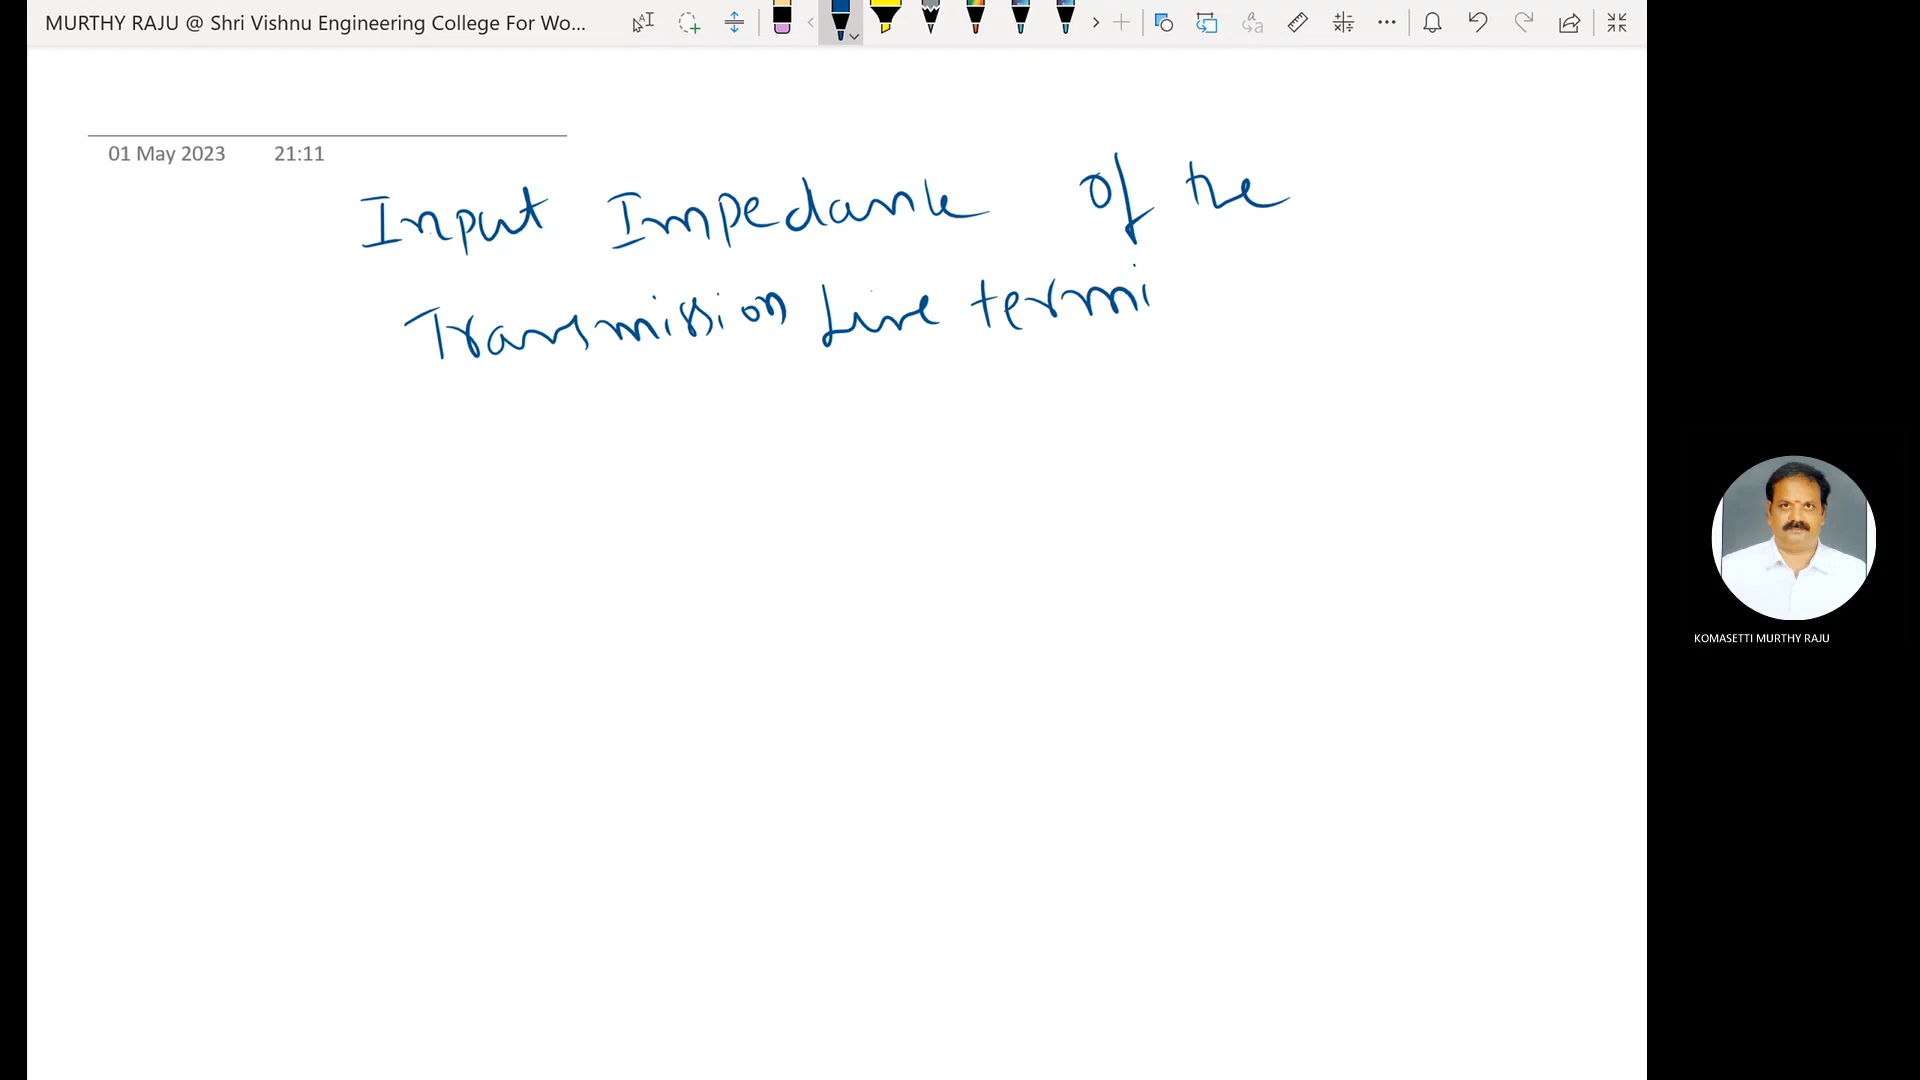 MURTHY RAJU @ Shri Vishnu Engineering College For Wo...
01 May 2023 21:11
Input Impedance of the
Transmission Line termi
KOMASETTI MURTHY RAJU